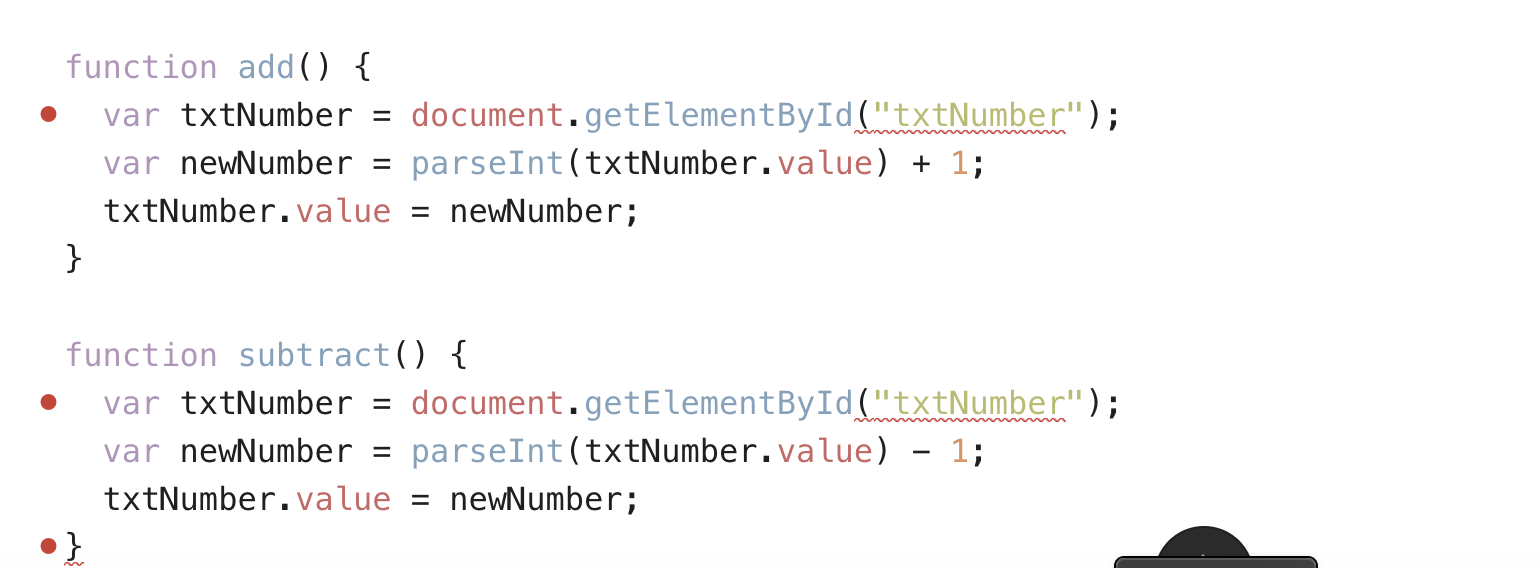 function add() {
  var txtNumber = document.getElementById("txtNumber");
  var newNumber = parseInt(txtNumber.value) + 1;
  txtNumber.value = newNumber;
}
function subtract() {
  var txtNumber = document.getElementById("txtNumber");
  var newNumber = parseInt(txtNumber.value) - 1;
  txtNumber.value = newNumber;
}